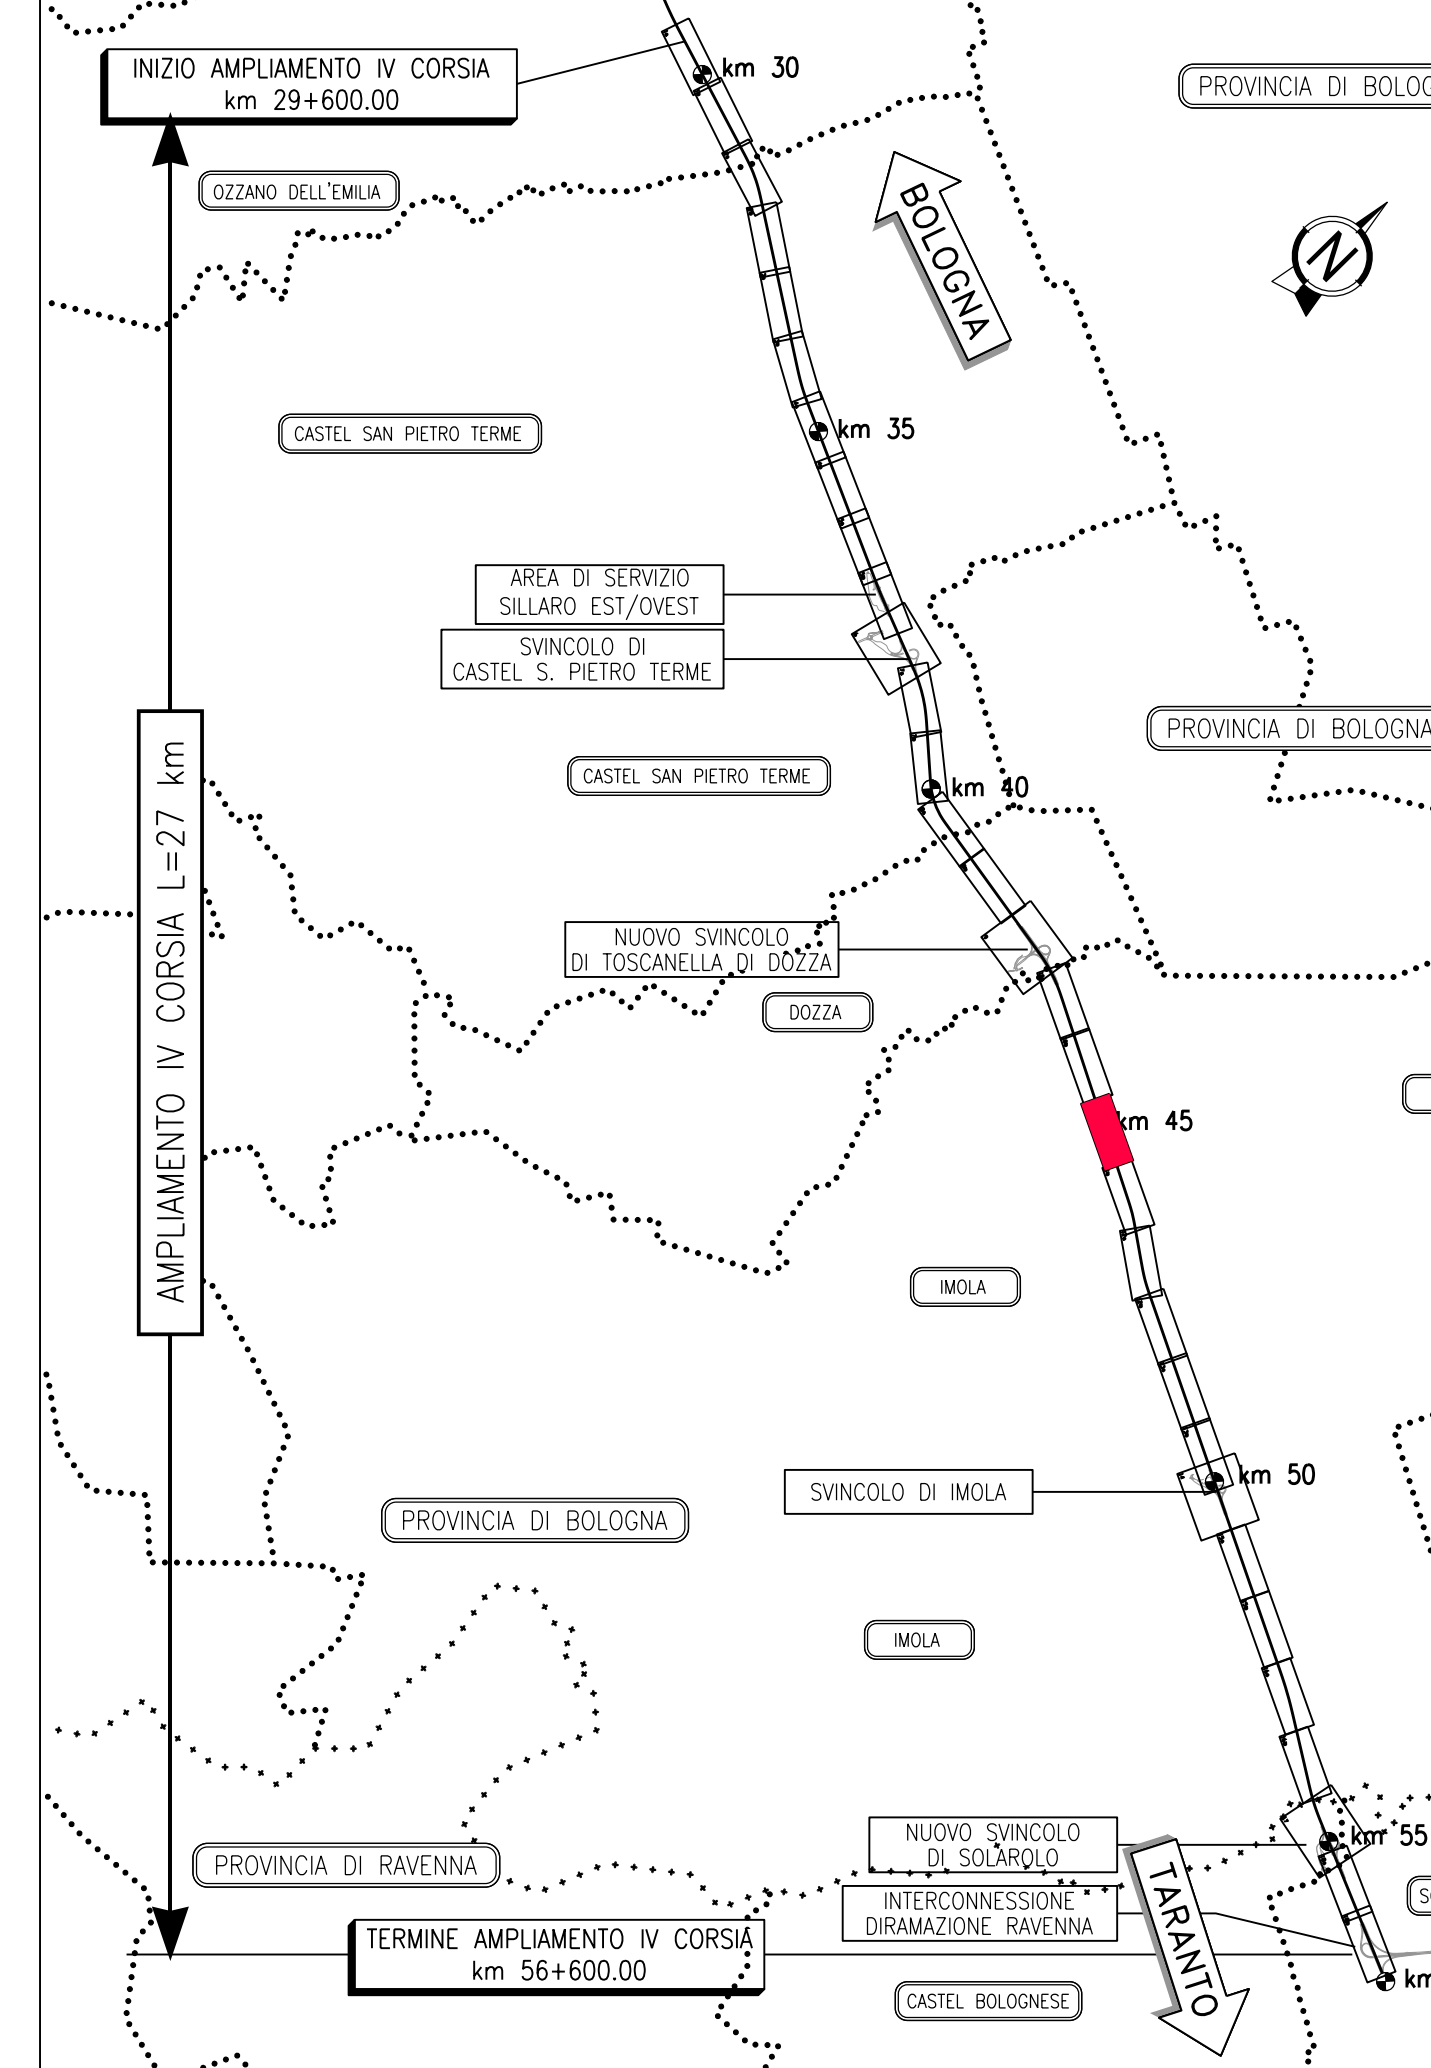 INIZIO AMPLIAMENTO IV CORSIA
km 29+600.00
km 30
PROVINCIA DI
OZZANO DELL'EMILIA
BOLOGNA
N
CASTEL SAN PIETRO TERME
km 35
AREA DI SERVIZIO
SILLARO EST/OVEST
SVINCOLO DI
CASTEL S. PIETRO TERME
PROVINCIA DI BOLOGNA
CASTEL SAN PIETRO TERME
km 40
AMPLIAMENTO IV CORSIA L=27 km
NUOVO SVINCOLO
DI TOSCANELLA DI DOZZA
DOZZA
km 45
IMOLA
km 50
SVINCOLO DI IMOLA
PROVINCIA DI BOLOGNA
IMOLA
NUOVO SVINCOLO
DI SOLAROLO
km 55
PROVINCIA DI RAVENNA
INTERCONNESSIONE
DIRAMAZIONE RAVENNA
TARANTO
TERMINE AMPLIAMENTO IV CORSIA
km 56+600.00
km
CASTEL BOLOGNESE